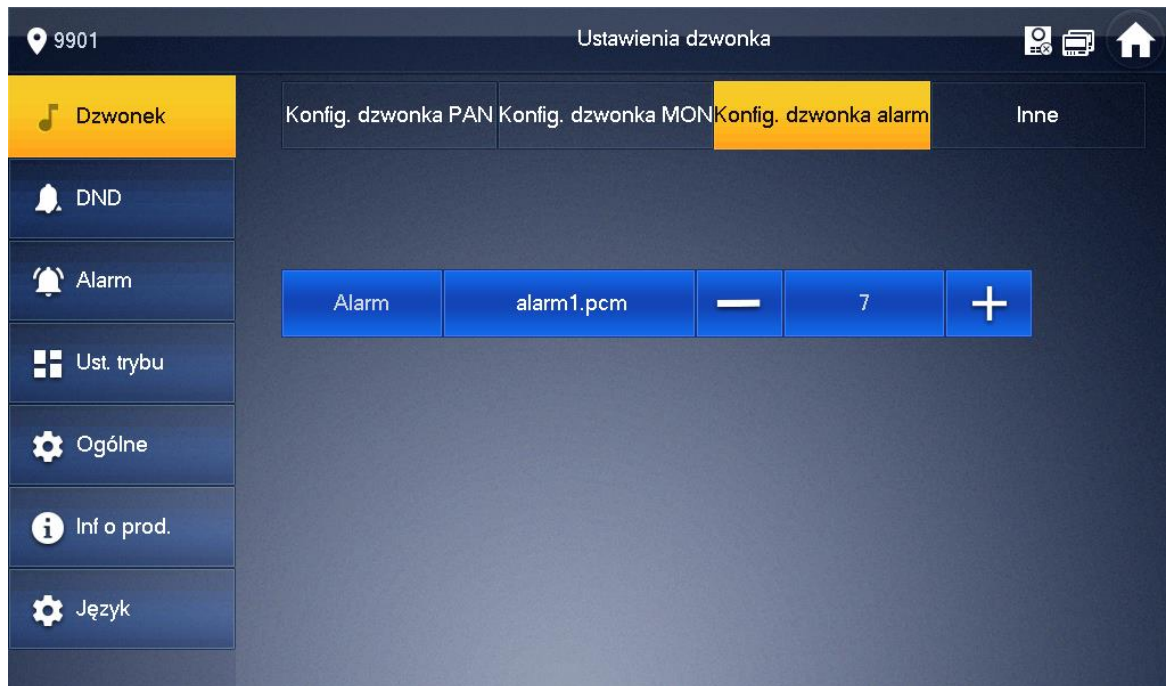 9901
Ustawienia dzwonka
Dzwonek
Konfig. dzwonka PAN
Konfig. dzwonka MON
Konfig. dzwonka alarm
Inne
DND
Alarm
Alarm
alarm1.pcm
7
Ust. trybu
Ogólne
Inf o prod.
Język